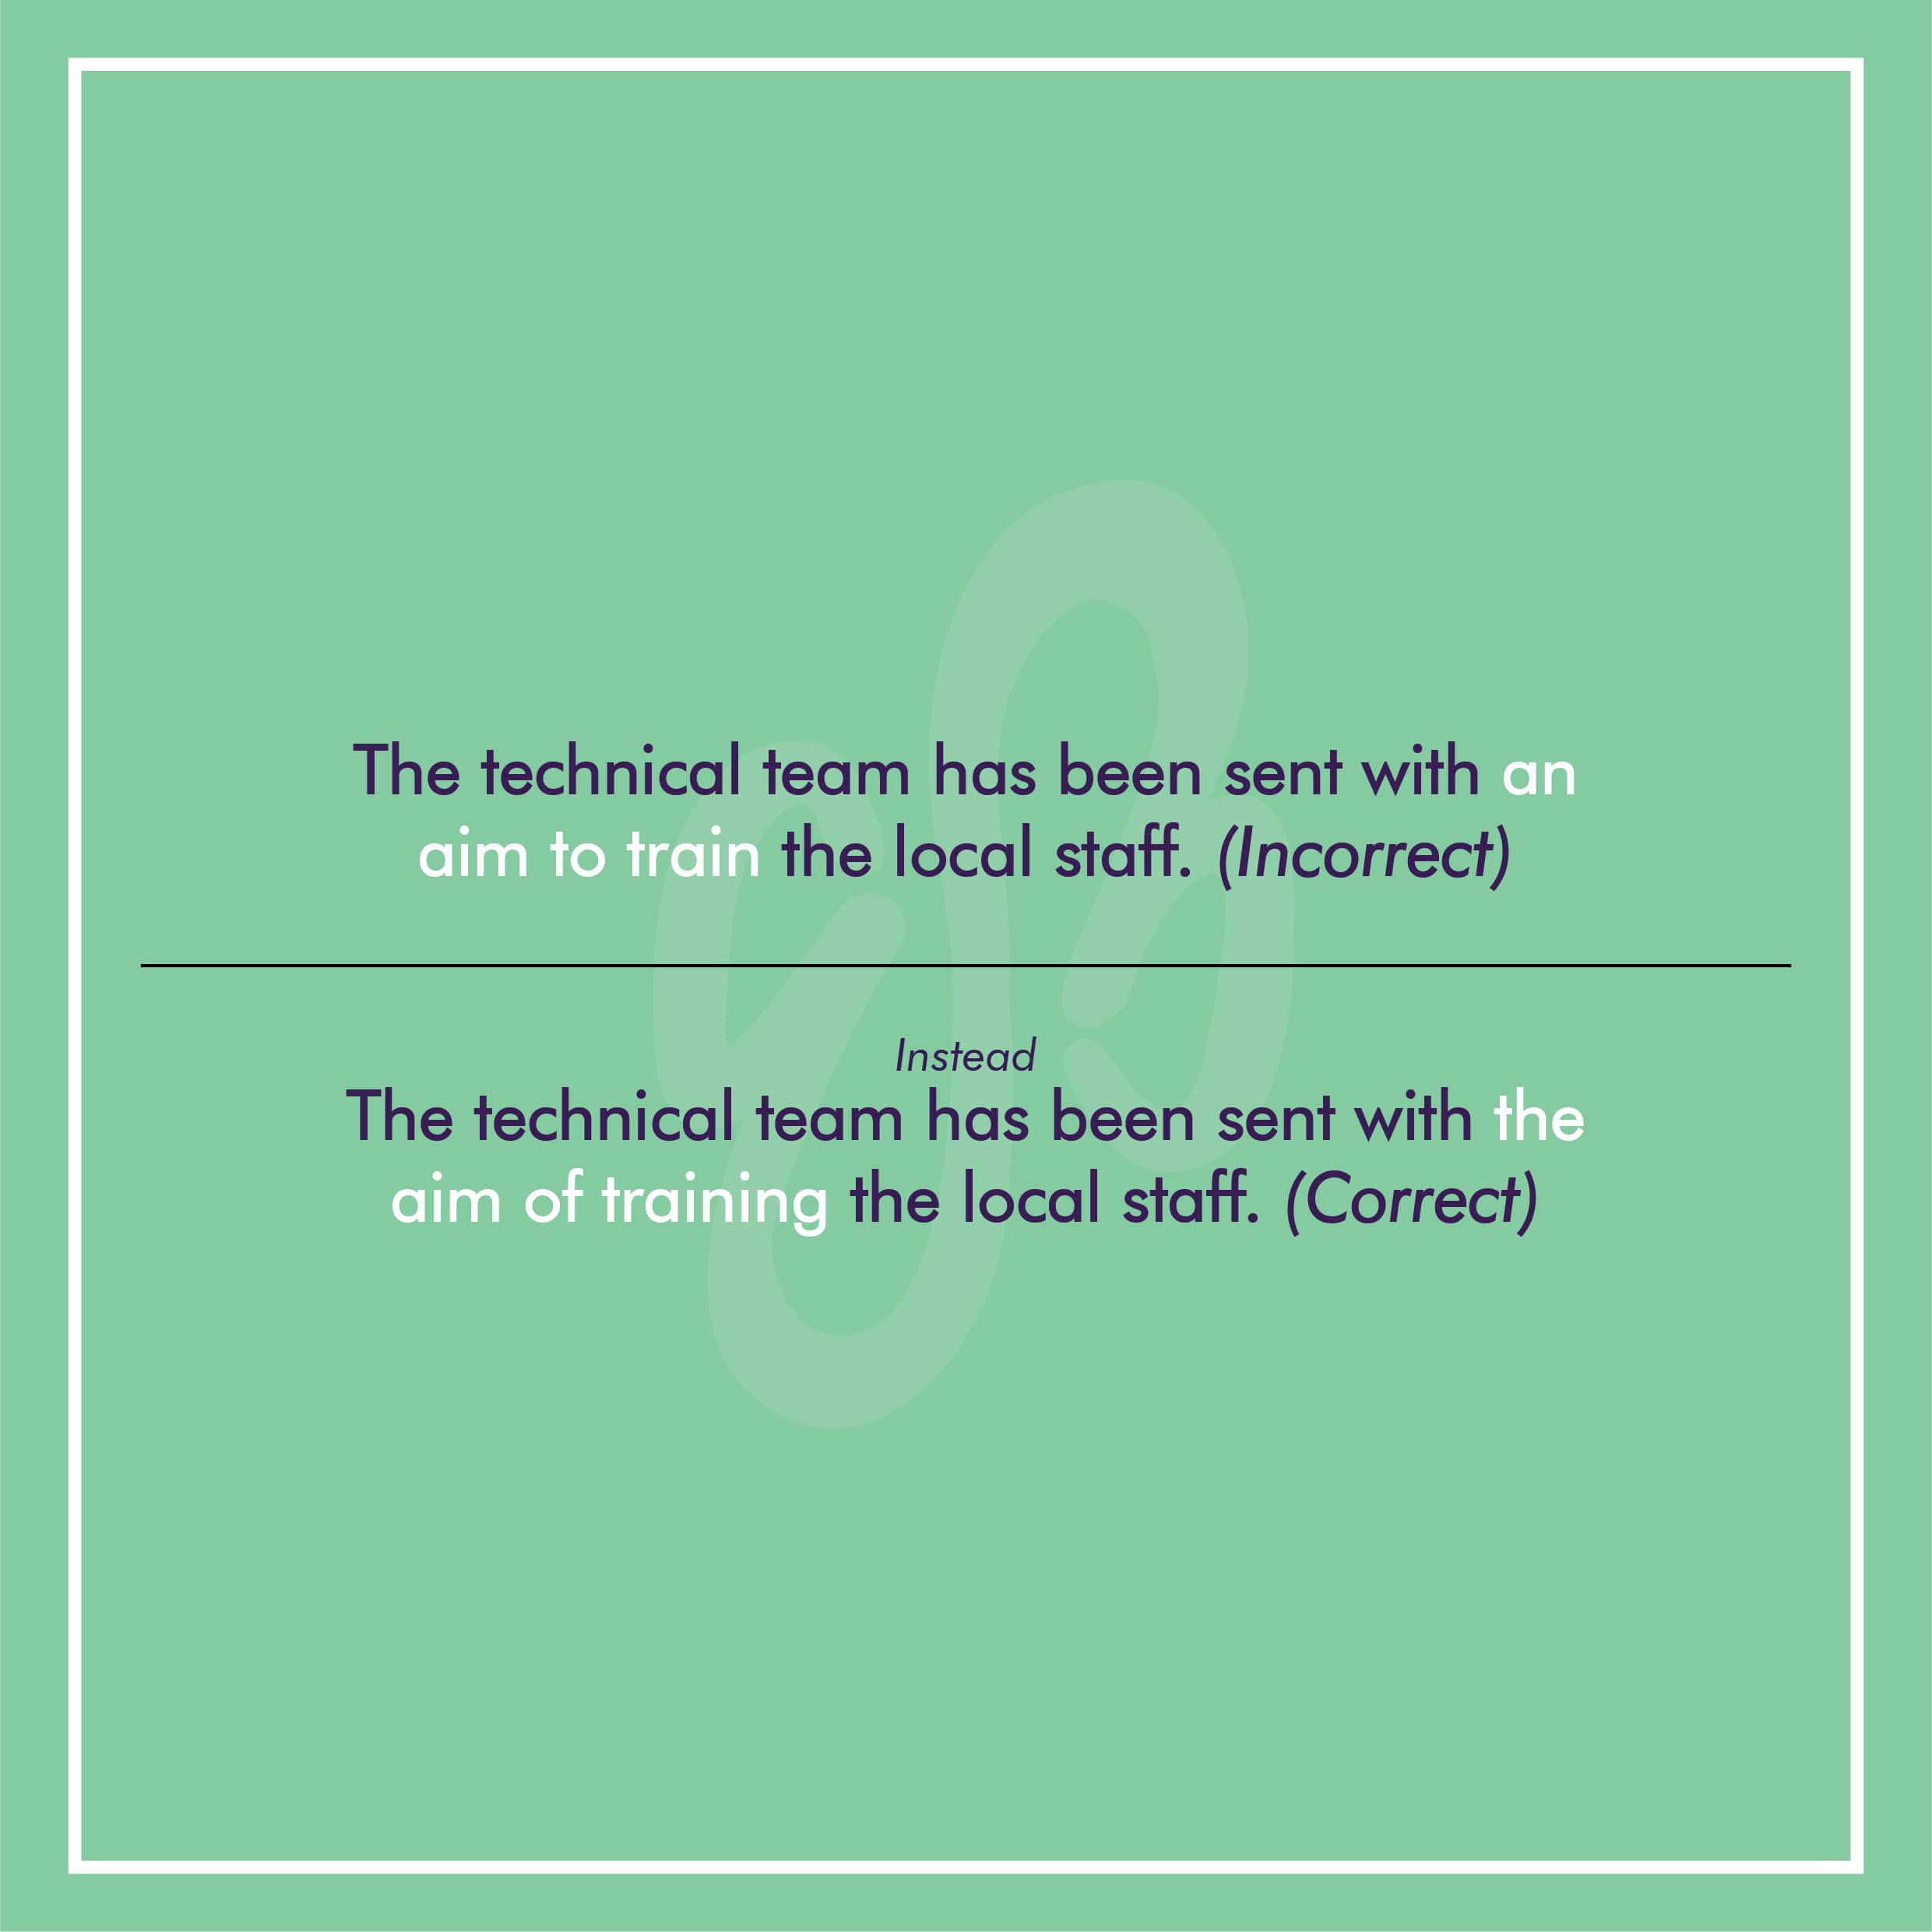 The technical team has been sent with an
aim to train the local staff. (Incorrect)
Instead
The technical team has been sent with the
aim of training the local staff. (Correct)